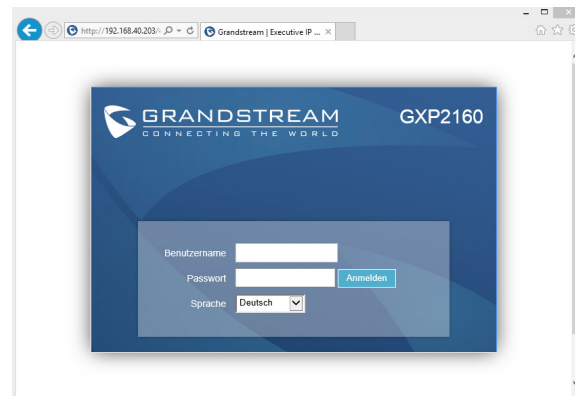 http://192.168.40.203/
Grandstream | Executive IP ...
GRANDSTREAM
CONNECTING THE WORLD
GXP2160
Benutzername
Passwort
Anmelden
Sprache
Deutsch